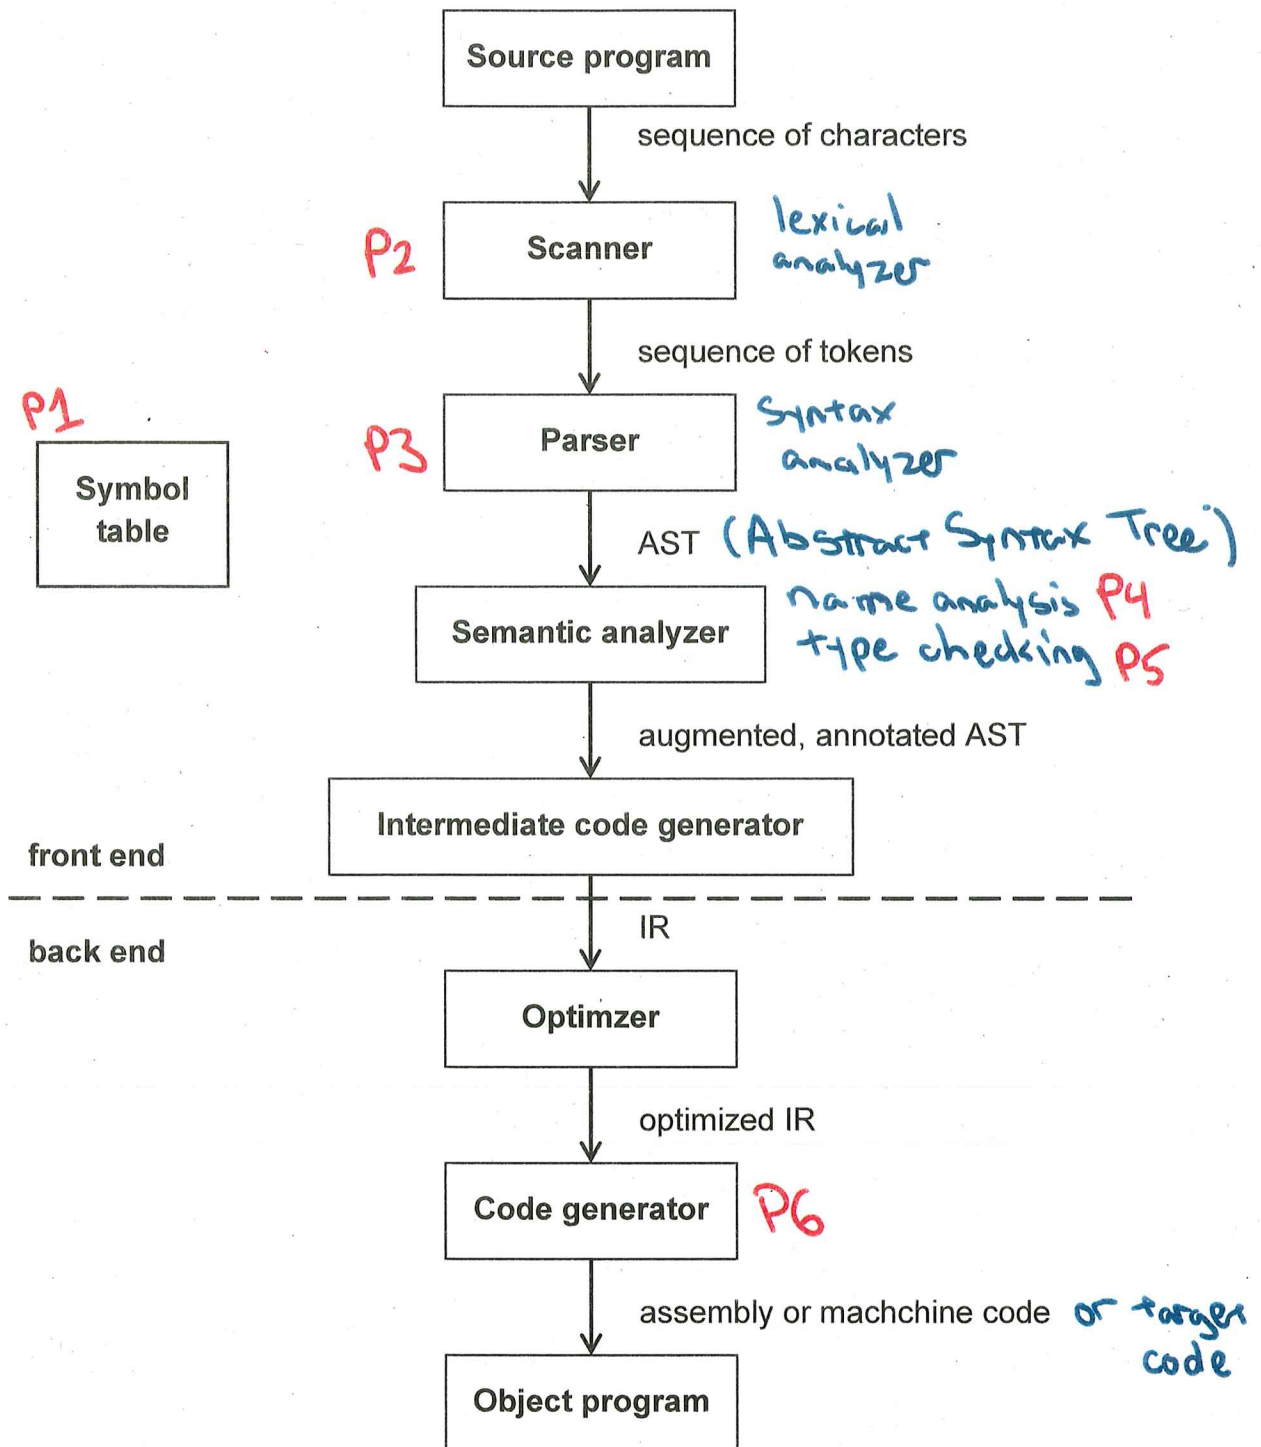 Source program
sequence of characters
P2
Scanner
lexical
analyzer
sequence of tokens
P1
Symbol
table
P3
Parser
Syntax
analyzer
AST (Abstract Syntax Tree)
Semantic analyzer
name analysis P4
type checking P5
augmented, annotated AST
Intermediate code generator
front end
IR
back end
Optimzer
optimized IR
Code generator
P6
assembly or machchine code or target
code
Object program